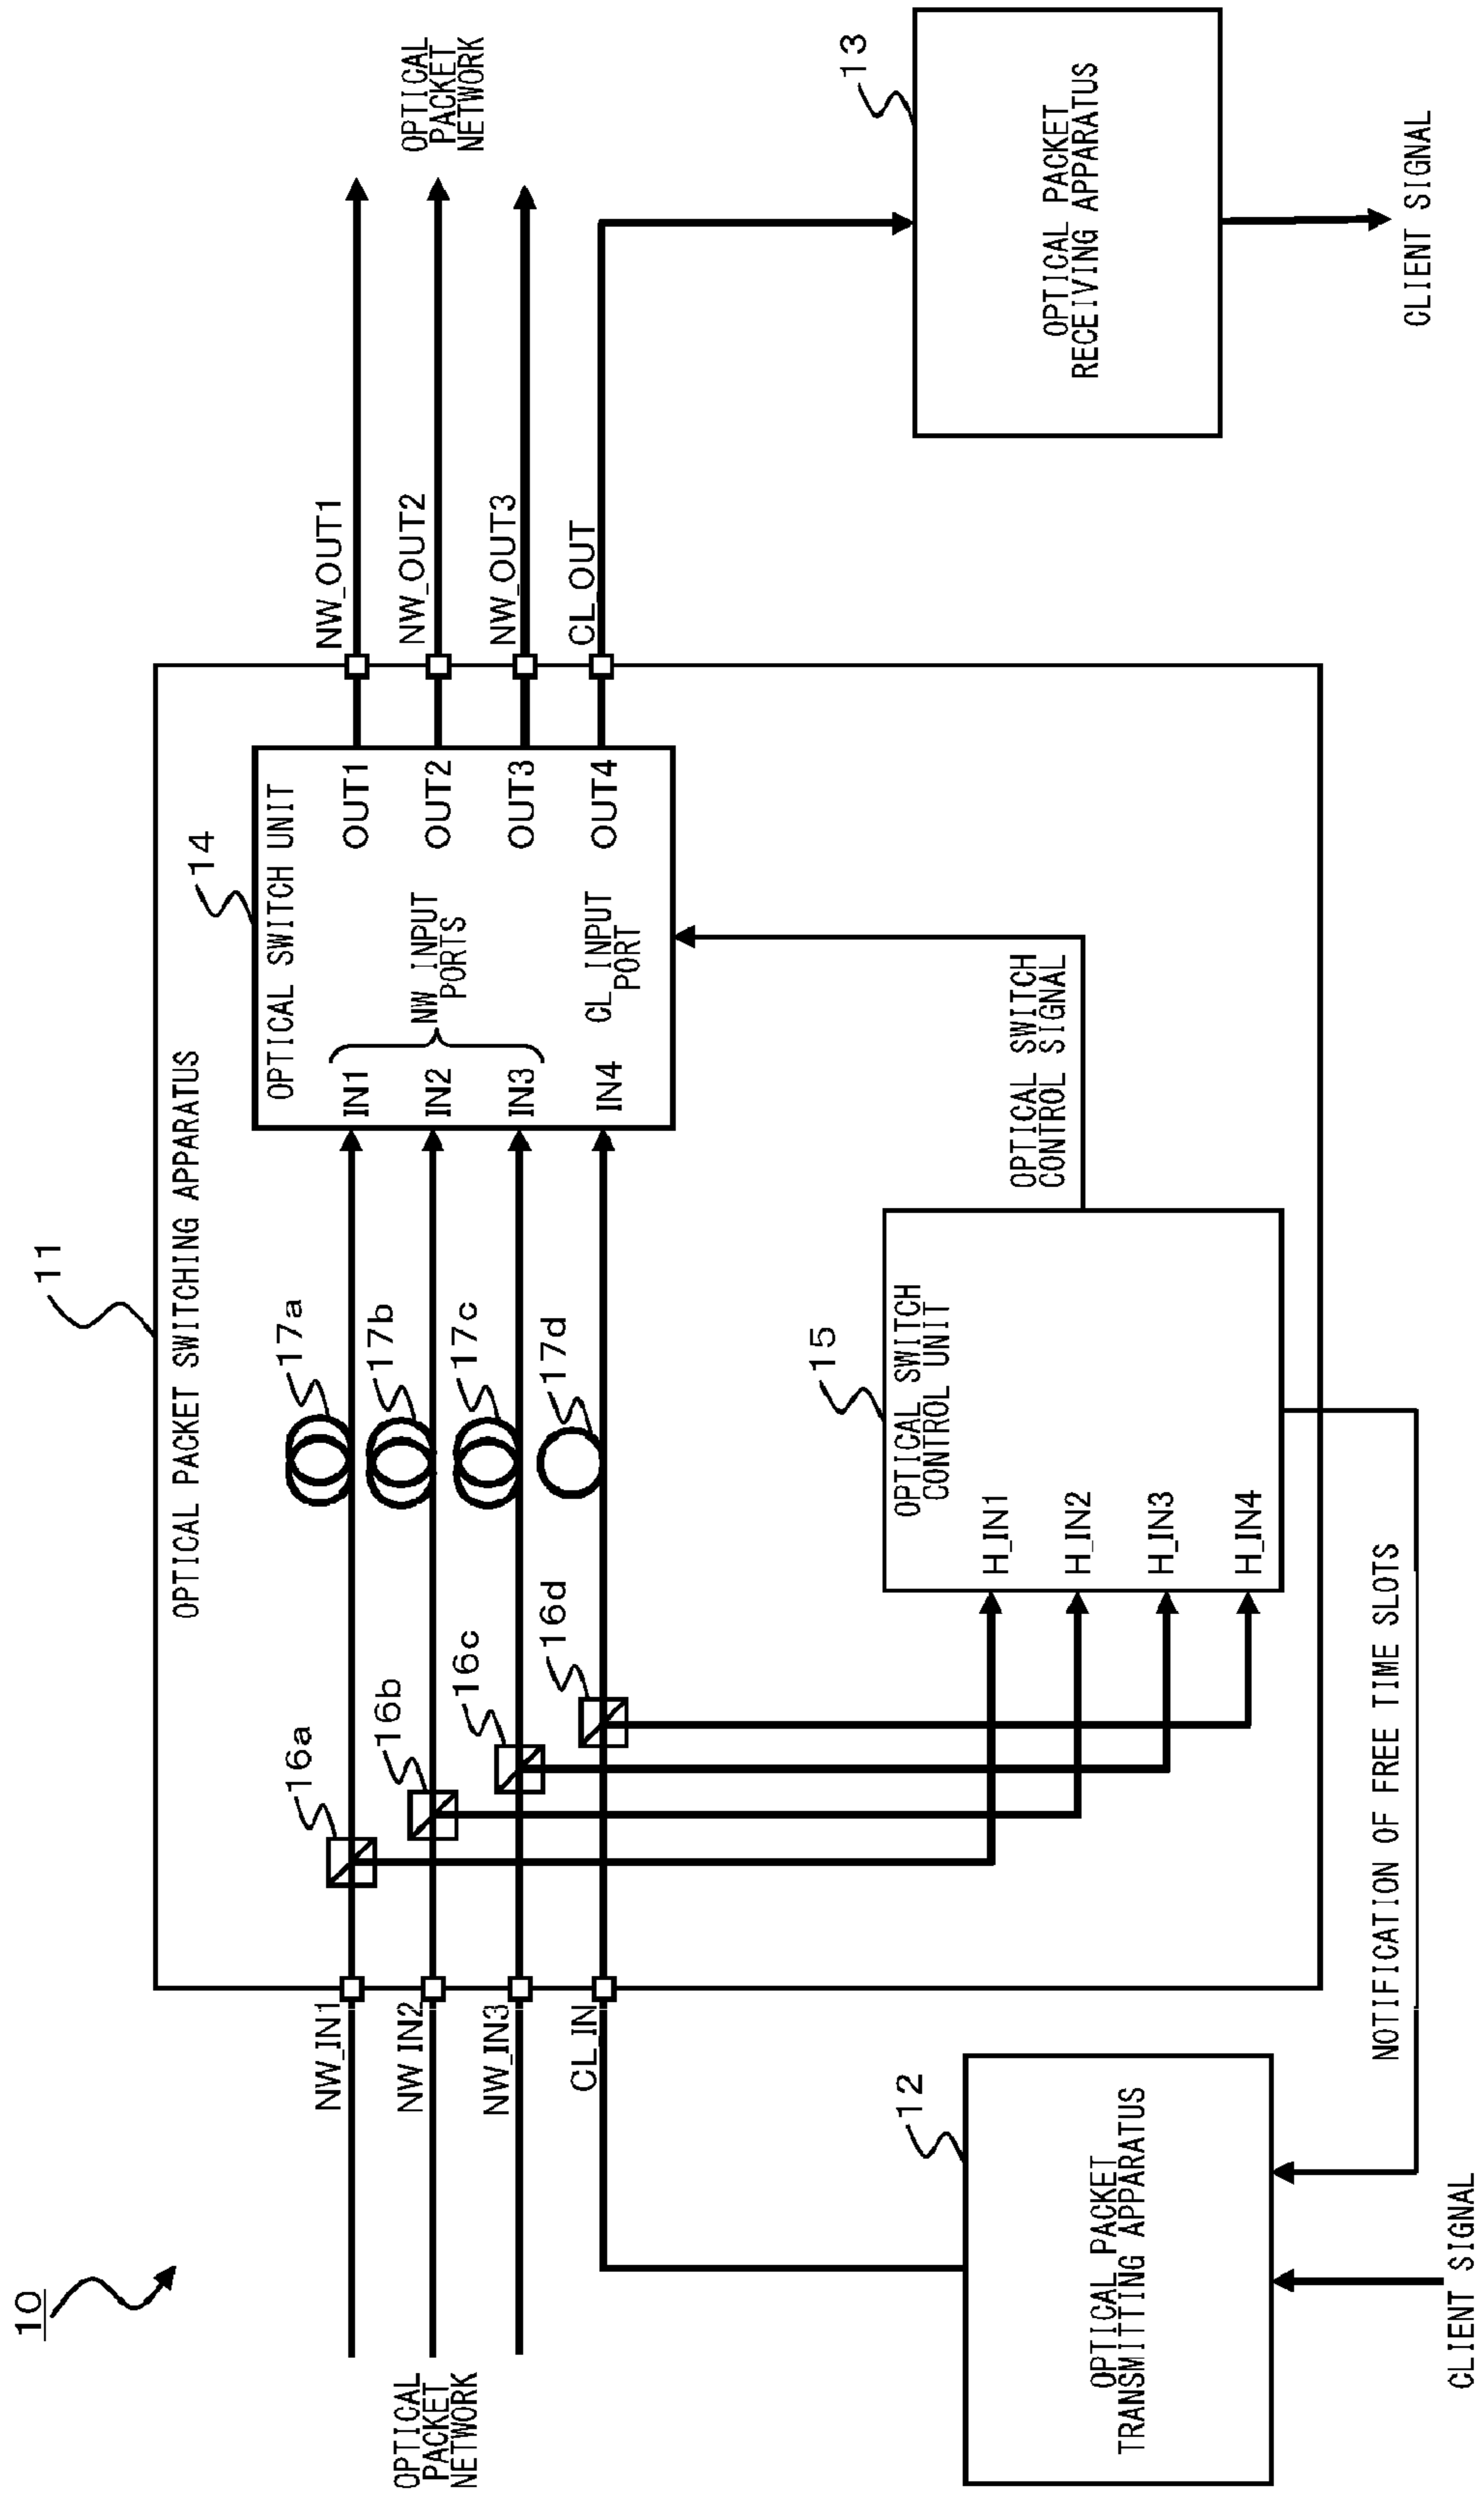 10
11
OPTICAL PACKET SWITCHING APPARATUS
OPTICAL
PACKET
NETWORK
NW_IN1
NW_IN2
NW_IN3
CL_IN
16a
16b
16c
16d
17a
17b
17c
17d
14
OPTICAL SWITCH UNIT
IN1
IN2
IN3
IN4
NW INPUT
PORTS
CL INPUT
PORT
OUT1
OUT2
OUT3
OUT4
NW_OUT1
NW_OUT2
NW_OUT3
CL_OUT
OPTICAL
PACKET
NETWORK
15
OPTICAL SWITCH
CONTROL UNIT
H_IN1
H_IN2
H_IN3
H_IN4
OPTICAL SWITCH
CONTROL SIGNAL
12
OPTICAL PACKET
TRANSMITTING APPARATUS
NOTIFICATION OF FREE TIME SLOTS
CLIENT SIGNAL
13
OPTICAL PACKET
RECEIVING APPARATUS
CLIENT SIGNAL